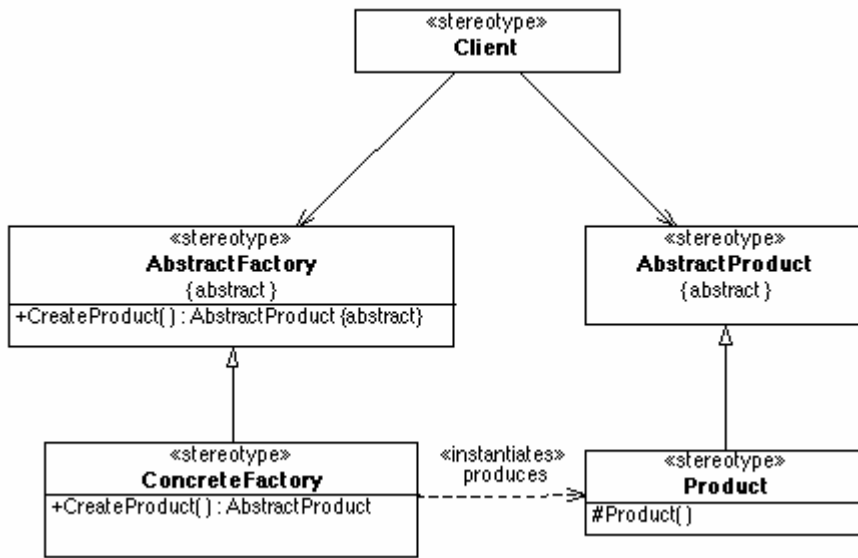 «stereotype»
Client
«stereotype»
AbstractFactory
{abstract}
+CreateProduct() : AbstractProduct {abstract}
«stereotype»
AbstractProduct
{abstract}
«stereotype»
ConcreteFactory
+CreateProduct() : AbstractProduct
«instantiates»
produces
«stereotype»
Product
#Product()